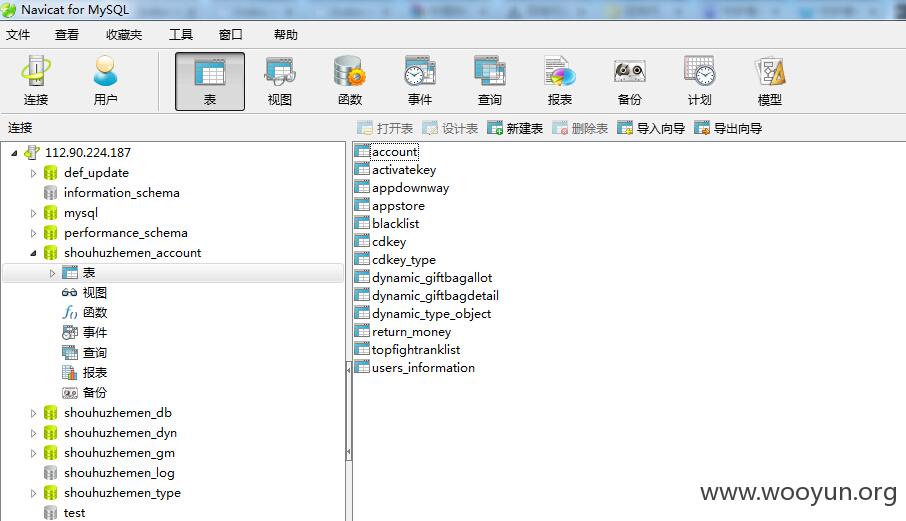 Navicat for MySQL
文件 查看 收藏夹 工具 窗口 帮助
连接 用户 表 视图 函数 事件 查询 报表 备份 计划 模型
连接
打开表 设计表 新建表 删除表 导入向导 导出向导
112.90.224.187
def_update
information_schema
mysql
performance_schema
shouhuzhemen_account
表
视图
函数
事件
查询
报表
备份
shouhuzhemen_db
shouhuzhemen_dyn
shouhuzhemen_gm
shouhuzhemen_log
shouhuzhemen_type
test
account
activatekey
appdownway
appstore
blacklist
cdkey
cdkey_type
dynamic_giftbagallot
dynamic_giftbagdetail
dynamic_type_object
return_money
topfightranklist
users_information
www.wooyun.org